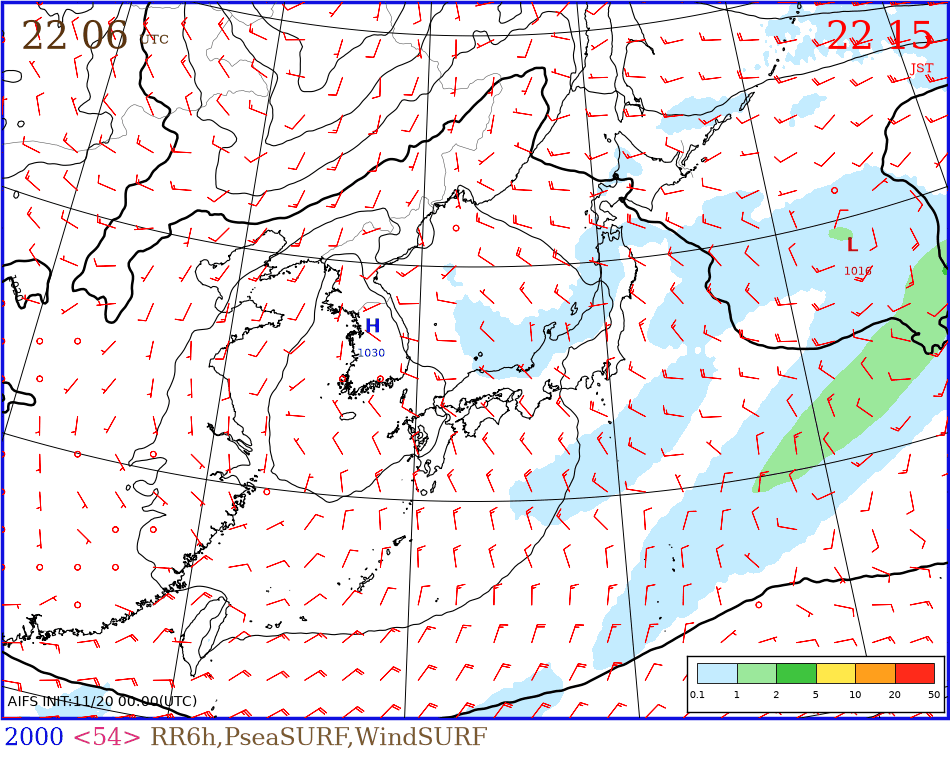 22 06 UTC
22 15
JST
L
1016
H
1030
0.1 1 2 5 10 20 50
AIFS INIT:11/20 00:00(UTC)
2000 <54> RR6h,PseaSURF,WindSURF